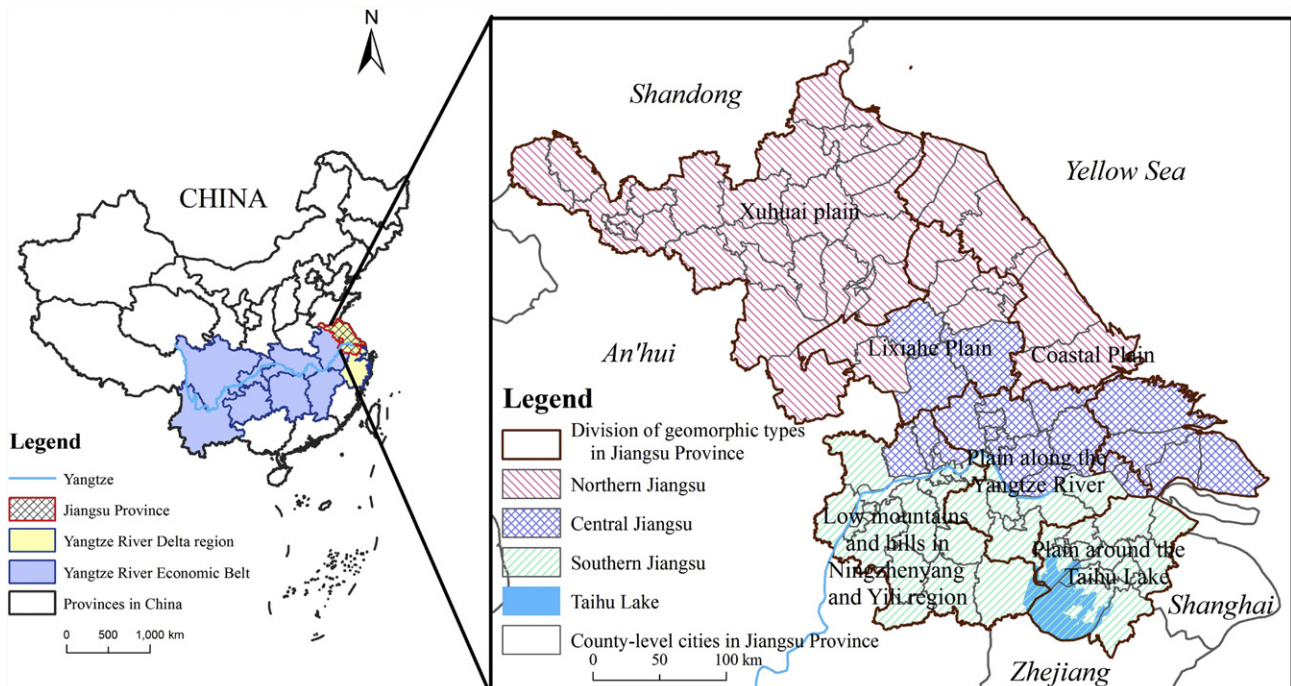 N
CHINA
Legend
Yangtze
Jiangsu Province
Yangtze River Delta region
Yangtze River Economic Belt
Provinces in China
0 500 1,000 km
Shandong
Yellow Sea
Xuhuai plain
An'hui
Lixiahe Plain
Coastal Plain
Plain along the
Yangtze River
Low mountains
and hills in
Ningzhenyang
and Yili region
Plain around the
Taihu Lake
Shanghai
Zhejiang
Legend
Division of geomorphic types
in Jiangsu Province
Northern Jiangsu
Central Jiangsu
Southern Jiangsu
Taihu Lake
County-level cities in Jiangsu Province
0 50 100 km